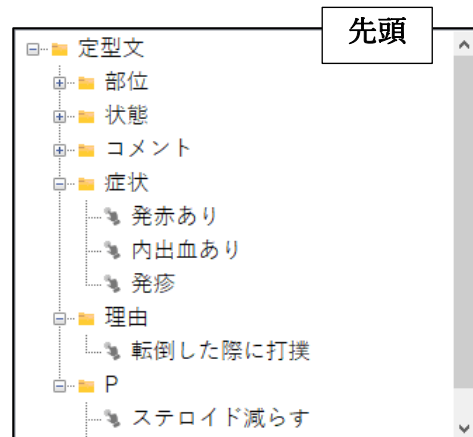 先頭
定型文
部位
状態
コメント
症状
発赤あり
内出血あり
発疹
理由
転倒した際に打撲
P
ステロイド減らす